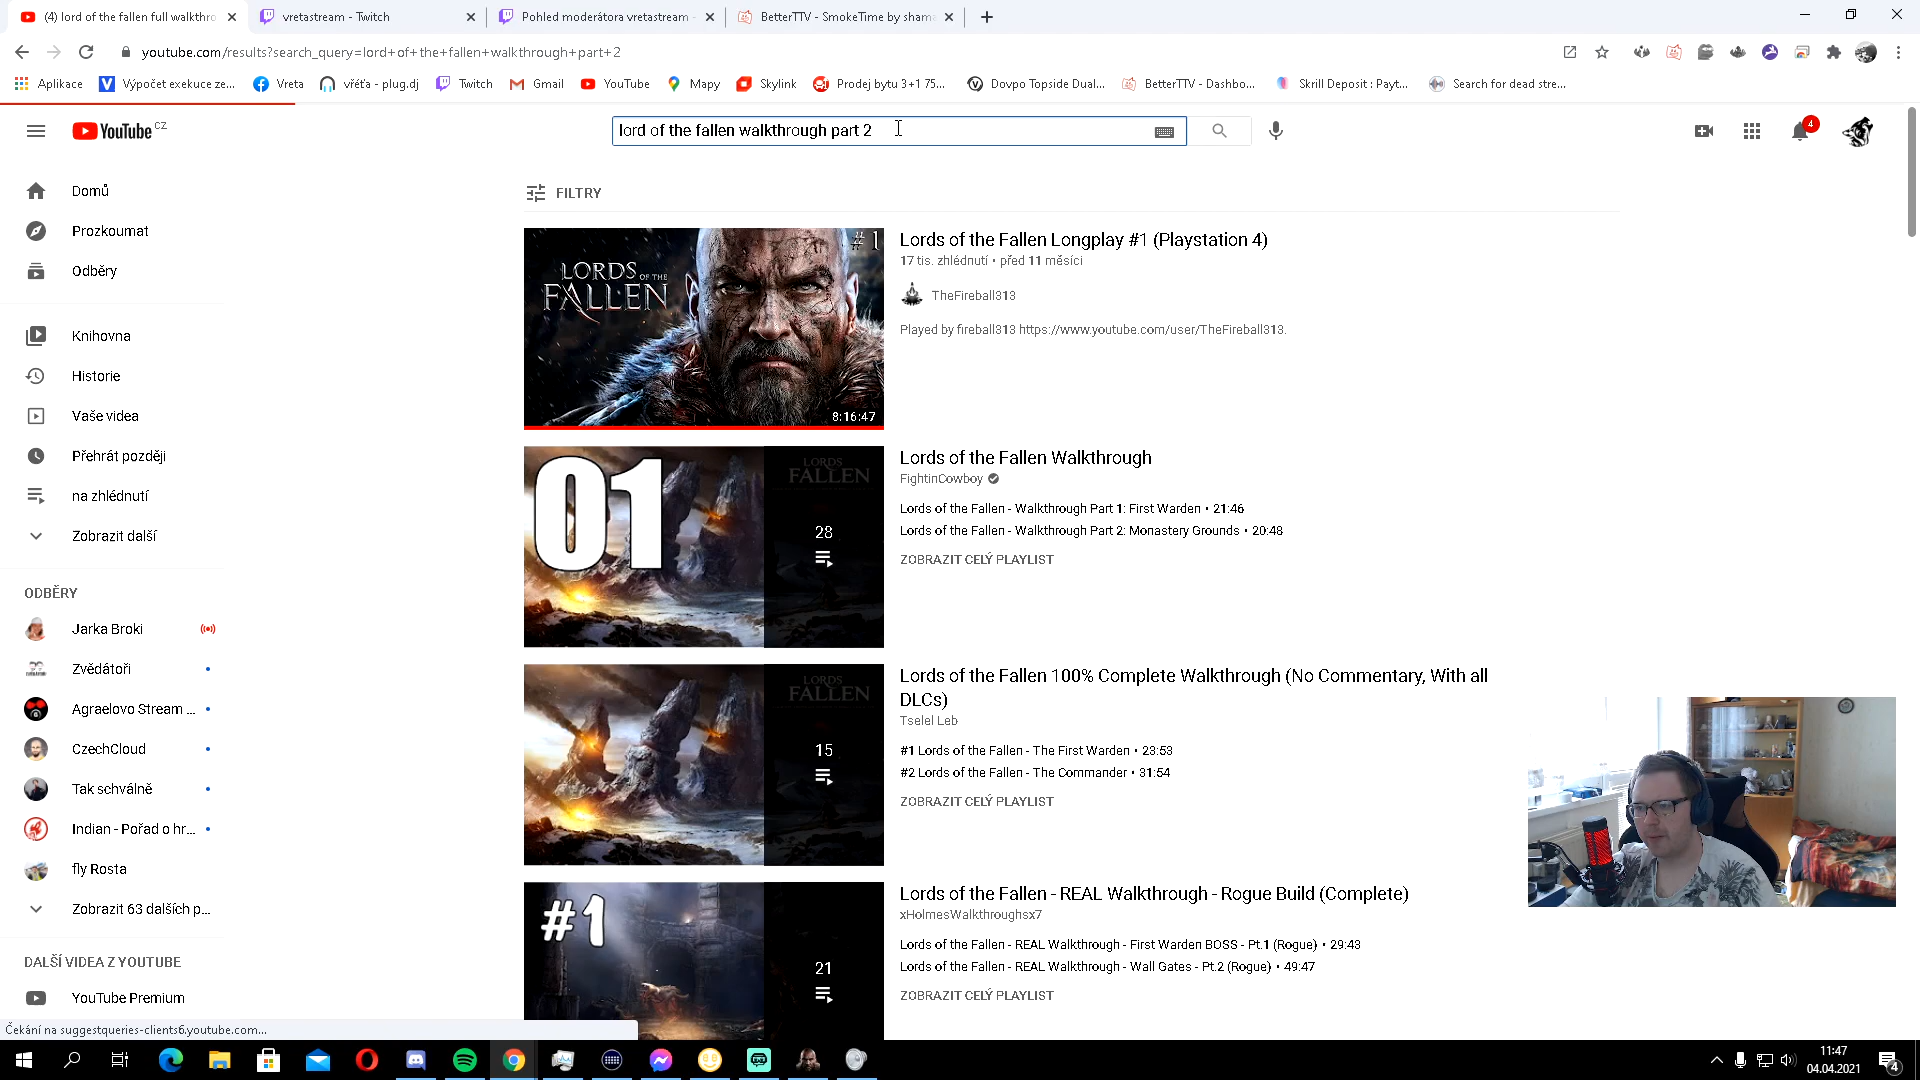 (4) lord of the fallen full walkthro
vretastream - Twitch
Pohled moderátora vretastream -
BetterTTV - SmokeTime by shama
youtube.com/results?search_query=lord+of+the+fallen+walkthrough+part+2
Aplikace
Výpočet exekuce ze...
Vreta
vřéťa - plug.dj
Twitch
Gmail
YouTube
Mapy
Skylink
Prodej bytu 3+1 75...
Dovpo Topside Dual...
BetterTTV - Dashbo...
Skrill Deposit : Payt...
Search for dead stre...
YouTube CZ
lord of the fallen walkthrough part 2
4
Domů
Prozkoumat
Odběry
Knihovna
Historie
Vaše videa
Přehrát později
na zhlédnutí
Zobrazit další
ODBĚRY
Jarka Broki
Zvědátoři
Agraelovo Stream ...
CzechCloud
Tak schválně
Indian - Pořad o hr...
fly Rosta
Zobrazit 63 dalších p...
DALŠÍ VIDEA Z YOUTUBE
YouTube Premium
FILTRY
#1
LORDS OF THE
FALLEN
8:16:47
Lords of the Fallen Longplay #1 (Playstation 4)
17 tis. zhlédnutí • před 11 měsíci
TheFireball313
Played by fireball313 https://www.youtube.com/user/TheFireball313.
01
LORDS
FALLEN
28
Lords of the Fallen Walkthrough
FightinCowboy
Lords of the Fallen - Walkthrough Part 1: First Warden • 21:46
Lords of the Fallen - Walkthrough Part 2: Monastery Grounds • 20:48
ZOBRAZIT CELÝ PLAYLIST
LORDS
FALLEN
15
Lords of the Fallen 100% Complete Walkthrough (No Commentary, With all
DLCs)
Tselel Leb
#1 Lords of the Fallen - The First Warden • 23:53
#2 Lords of the Fallen - The Commander • 31:54
ZOBRAZIT CELÝ PLAYLIST
#1
21
Lords of the Fallen - REAL Walkthrough - Rogue Build (Complete)
xHolmesWalkthroughsx7
Lords of the Fallen - REAL Walkthrough - First Warden BOSS - Pt.1 (Rogue) • 29:43
Lords of the Fallen - REAL Walkthrough - Wall Gates - Pt.2 (Rogue) • 49:47
ZOBRAZIT CELÝ PLAYLIST
Čekání na suggestqueries-clients6.youtube.com...
11:47
04.04.2021
4